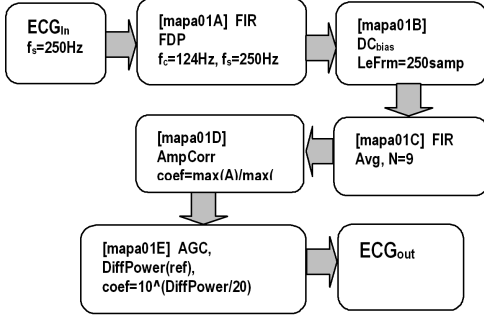 ECGin
fs=250Hz
[mapa01A] FIR
FDP
fc=124Hz, fs=250Hz
[mapa01B]
DCbias
LeFrm=250samp
[mapa01C] FIR
Avg, N=9
[mapa01D]
AmpCorr
coef=max(A)/max(
[mapa01E] AGC,
DiffPower(ref),
coef=10^(DiffPower/20)
ECGout